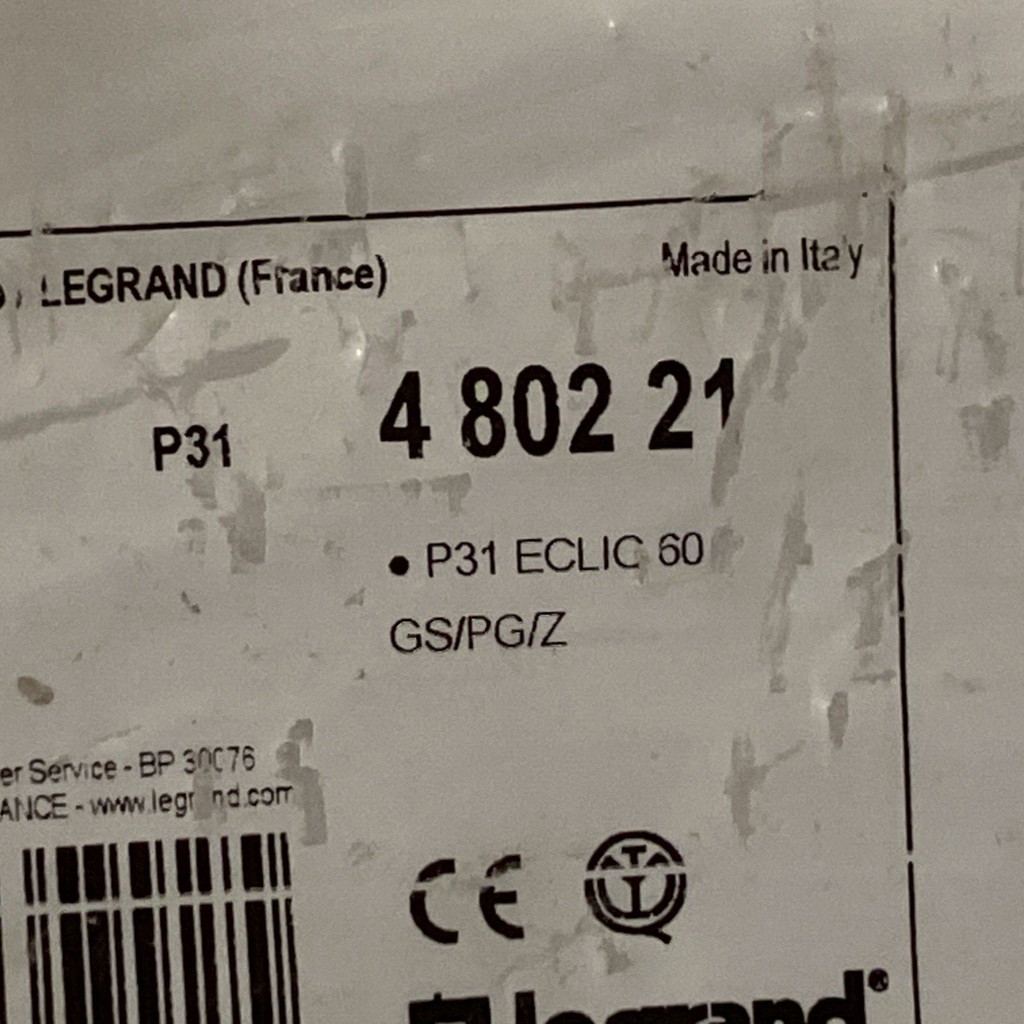 LEGRAND (France)
Made in Italy
P31
4 802 21
• P31 ECLIC 60
GS/PG/Z
er Service - BP 30076
ANCE - www.legrand.com
CE
legrand®